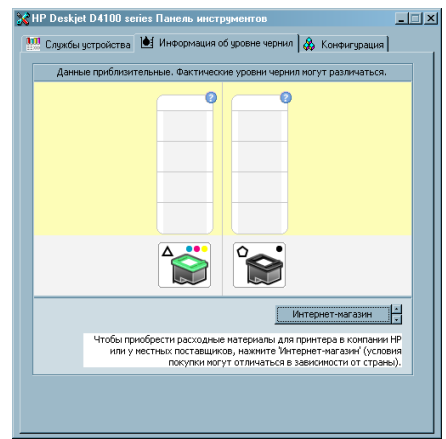 HP Deskjet D4100 series Панель инструментов
Службы устройства Информация об уровне чернил Конфигурация
Данные приблизительные. Фактические уровни чернил могут различаться.
? ?
Интернет-магазин
Чтобы приобрести расходные материалы для принтера в компании HP
или у местных поставщиков, нажмите 'Интернет-магазин' (условия
покупки могут отличаться в зависимости от страны).